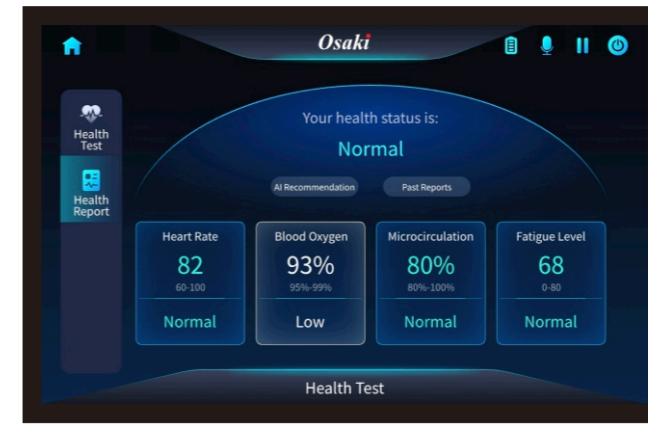 Osaki
Health
Test
Health
Report
Your health status is:
Normal
AI Recommendation
Past Reports
Heart Rate
82
60-100
Normal
Blood Oxygen
93%
95%-99%
Low
Microcirculation
80%
80%-100%
Normal
Fatigue Level
68
0-80
Normal
Health Test